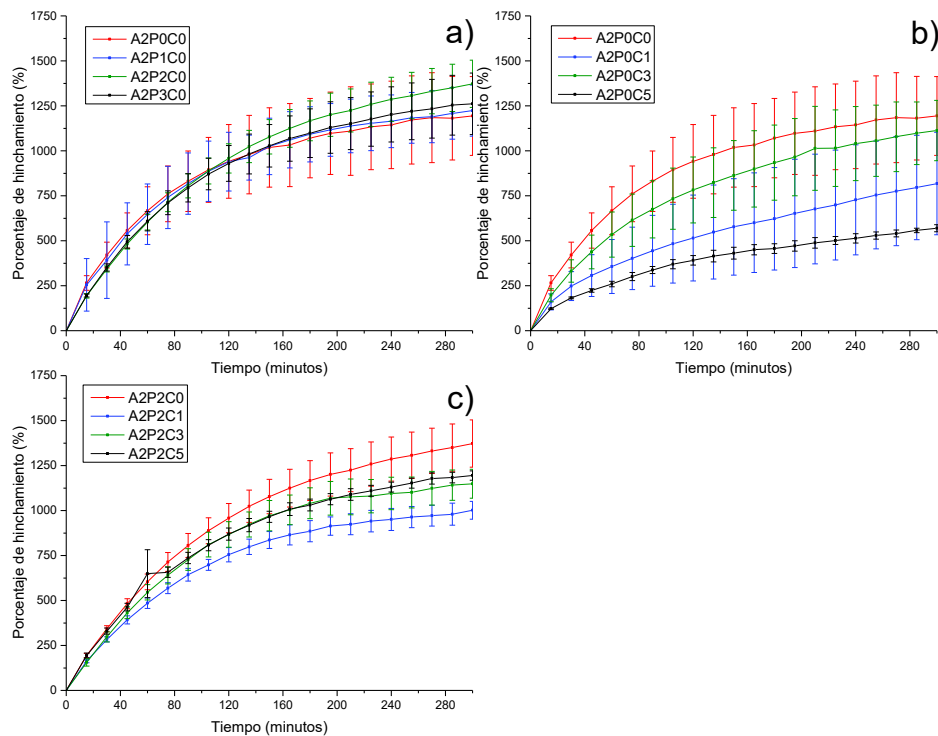 a)
A2P0C0
A2P1C0
A2P2C0
A2P3C0
Porcentaje de hinchamiento (%)
1750
1500
1250
1000
750
500
250
0
0 40 80 120 160 200 240 280
Tiempo (minutos)
b)
A2P0C0
A2P0C1
A2P0C3
A2P0C5
Porcentaje de hinchamiento (%)
1750
1500
1250
1000
750
500
250
0
0 40 80 120 160 200 240 280
Tiempo (minutos)
c)
A2P2C0
A2P2C1
A2P2C3
A2P2C5
Porcentaje de hinchamiento (%)
1750
1500
1250
1000
750
500
250
0
0 40 80 120 160 200 240 280
Tiempo (minutos)